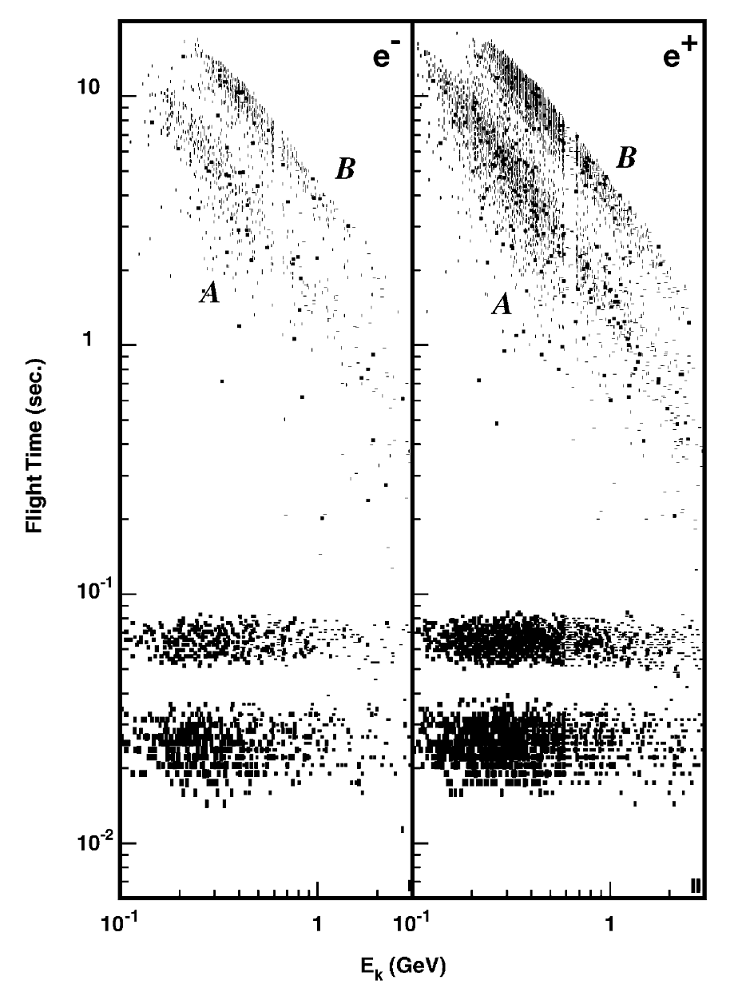 e-
e+
10
B
B
A
A
1
Flight Time (sec.)
10-1
10-2
10-1
1
10-1
1
Ek (GeV)